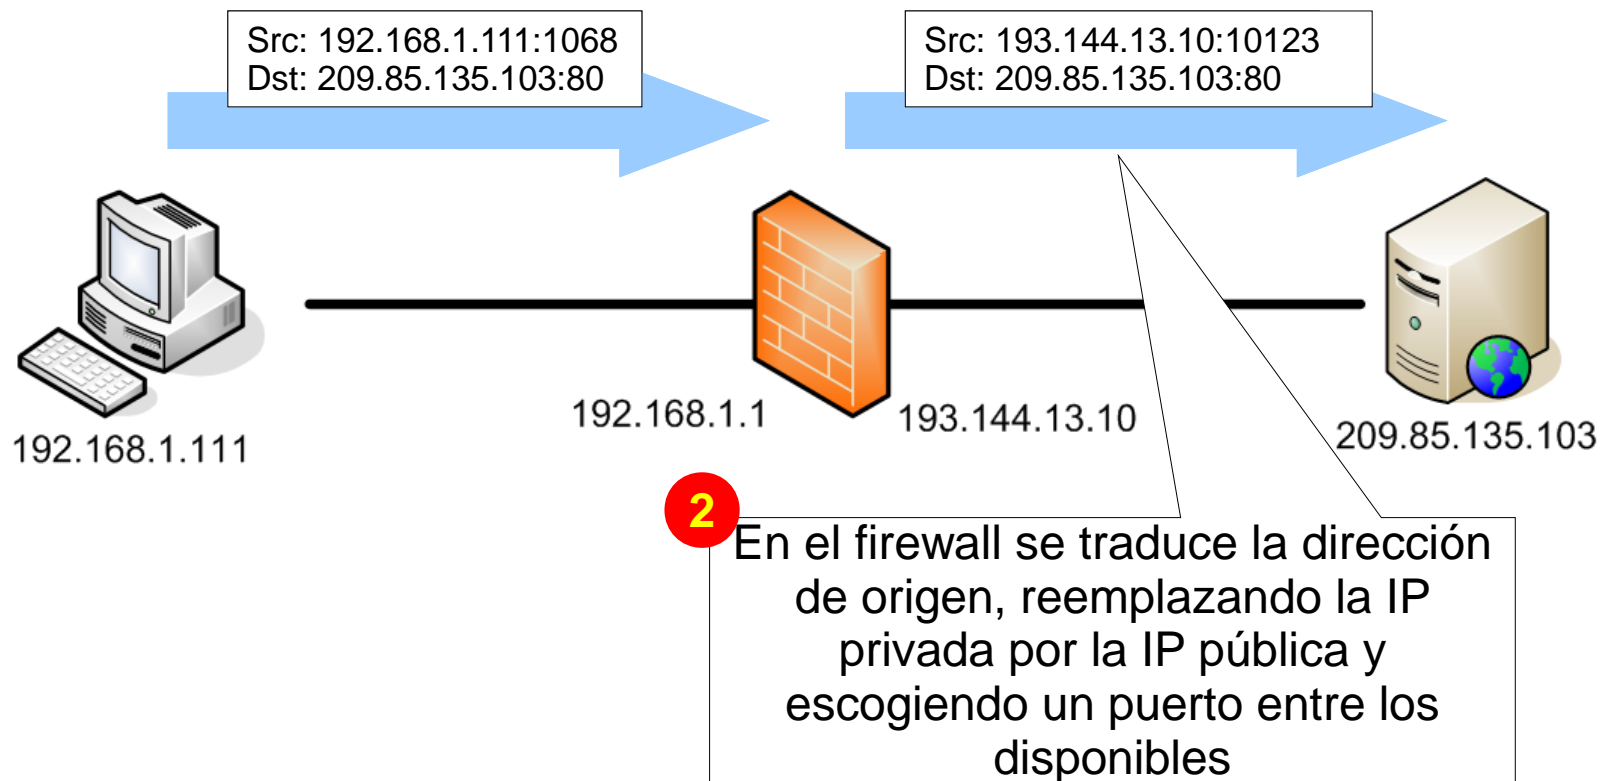 Src: 192.168.1.111:1068
Dst: 209.85.135.103:80
Src: 193.144.13.10:10123
Dst: 209.85.135.103:80
192.168.1.111
192.168.1.1
193.144.13.10
209.85.135.103
2
En el firewall se traduce la dirección
de origen, reemplazando la IP
privada por la IP pública y
escogiendo un puerto entre los
disponibles